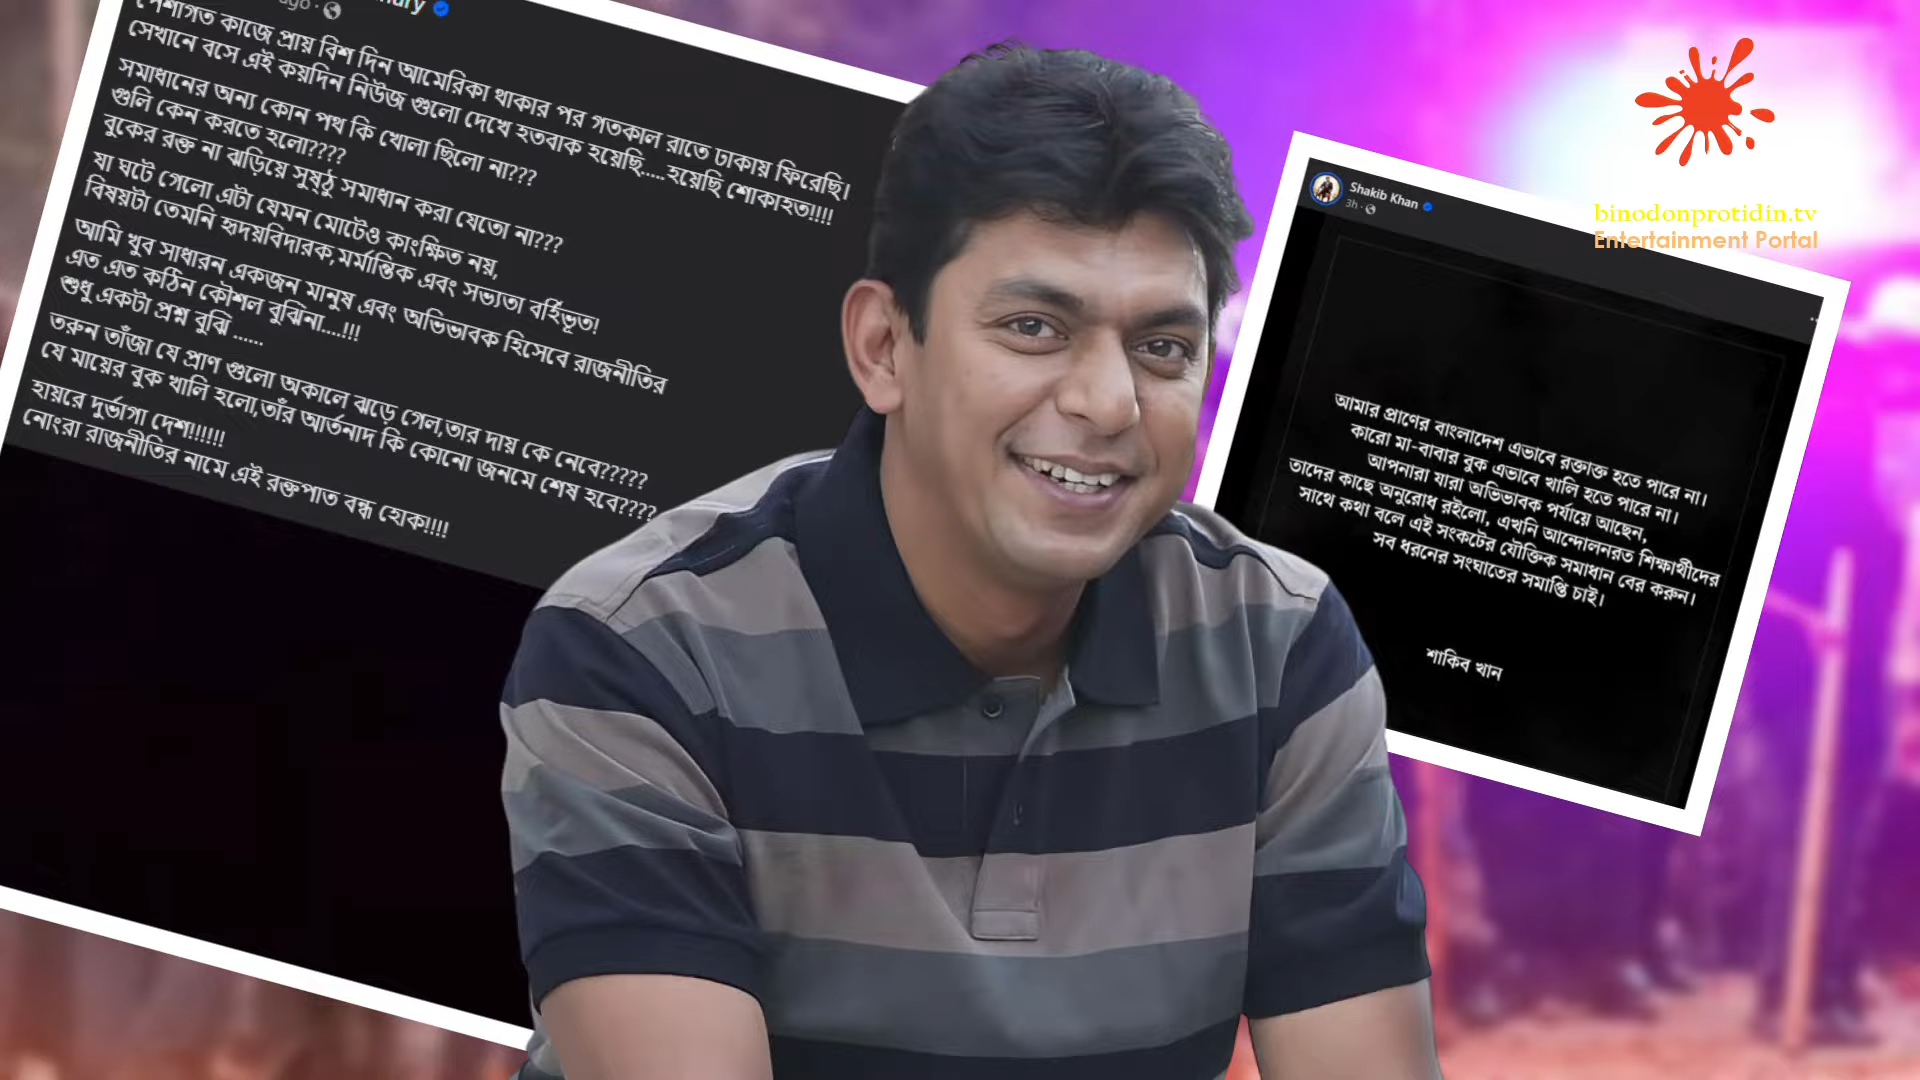 ago
পেশাগত কাজে প্রায় বিশ দিন আমেরিকা থাকার পর গতকাল রাতে ঢাকায় ফিরেছি।
সেখানে বসে এই কয়দিন নিউজ গুলো দেখে হতবাক হয়েছি.....হয়েছি শোকাহত!!!!
সমাধানের অন্য কোন পথ কি খোলা ছিলো না???
গুলি কেন করতে হলো????
বুকের রক্ত না ঝড়িয়ে সুষ্ঠু সমাধান করা যেতো না???
যা ঘটে গেলো এটা যেমন মোটেও কাংক্ষিত নয়,
বিষয়টা তেমনি হৃদয়বিদারক,মর্মান্তিক এবং সভ্যতা বর্হিভূত!
আমি খুব সাধারন একজন মানুষ এবং অভিভাবক হিসেবে রাজনীতির
এত এত কঠিন কৌশল বুঝিনা....!!!
শুধু একটা প্রশ্ন বুঝি ......
তরুন তাঁজা যে প্রাণ গুলো অকালে ঝড়ে গেল,তার দায় কে নেবে?????
যে মায়ের বুক খালি হলো,তাঁর আর্তনাদ কি কোনো জনমে শেষ হবে????
হায়রে দুর্ভাগা দেশ!!!!!!
নোংরা রাজনীতির নামে এই রক্তপাত বন্ধ হোক!!!!
binodonprotidin.tv
Entertainment Portal
Shakib Khan
3h
আমার প্রাণের বাংলাদেশ এভাবে রক্তাক্ত হতে পারে না।
কারো মা-বাবার বুক এভাবে খালি হতে পারে না।
আপনারা যারা অভিভাবক পর্যায়ে আছেন,
তাদের কাছে অনুরোধ রইলো, এখনি আন্দোলনরত শিক্ষার্থীদের
সাথে কথা বলে এই সংকটের যৌক্তিক সমাধান বের করুন।
সব ধরনের সংঘাতের সমাপ্তি চাই।
শাকিব খান